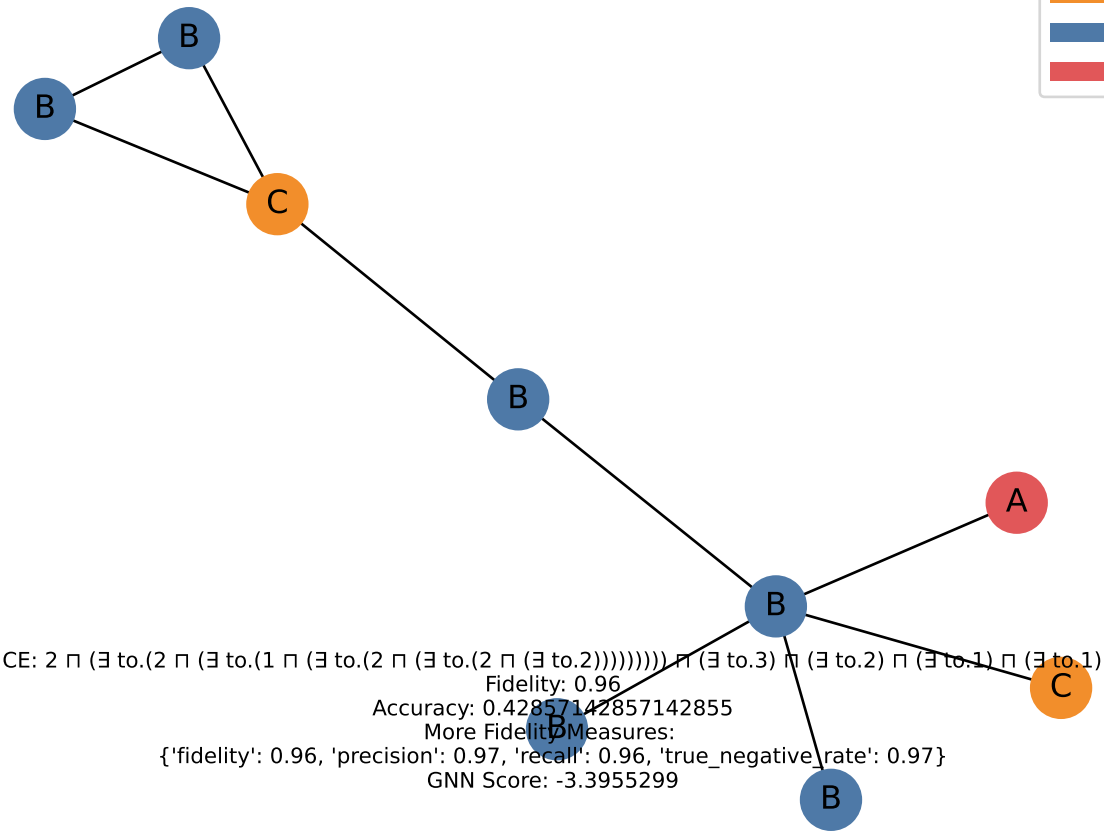 B
B
C
B
A
B
CE: 2 ⊓ (∃ to.(2 ⊓ (∃ to.(1 ⊓ (∃ to.(2 ⊓ (∃ to.(2 ⊓ (∃ to.2))))))))) ⊓ (∃ to.3) ⊓ (∃ to.2) ⊓ (∃ to.1) ⊓ (∃ to.1)
C
Fidelity: 0.96
Accuracy: 0.42857142857142855
B
More Fidelity Measures:
{'fidelity': 0.96, 'precision': 0.97, 'recall': 0.96, 'true_negative_rate': 0.97}
GNN Score: -3.3955299
B